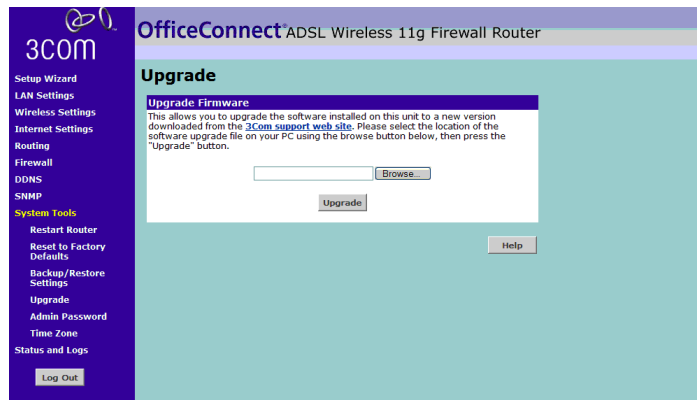 3com
OfficeConnect ADSL Wireless 11g Firewall Router
Setup Wizard
LAN Settings
Wireless Settings
Internet Settings
Routing
Firewall
DDNS
SNMP
System Tools
Restart Router
Reset to Factory
Defaults
Backup/Restore
Settings
Upgrade
Admin Password
Time Zone
Status and Logs
Log Out
Upgrade
Upgrade Firmware
This allows you to upgrade the software installed on this unit to a new version
downloaded from the 3Com support web site. Please select the location of the
software upgrade file on your PC using the browse button below, then press the
"Upgrade" button.
Browse...
Upgrade
Help